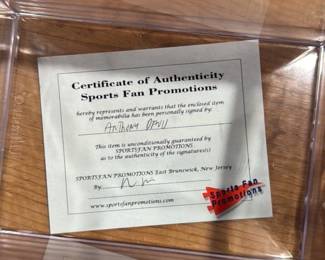 Certificate of Authenticity
Sports Fan Promotions
hereby represents and warrants that the enclosed item
of memorabilia has been personally signed by:
Anthony
This item is unconditionally guaranteed by
SPORTSFAN PROMOTIONS
as to the authenticity of the signature(s)
SPORTSFAN PROMOTIONS East Brunswick, New Jersey
By:
www.sportsfanpromotions.com
Sports Fan
Promotions